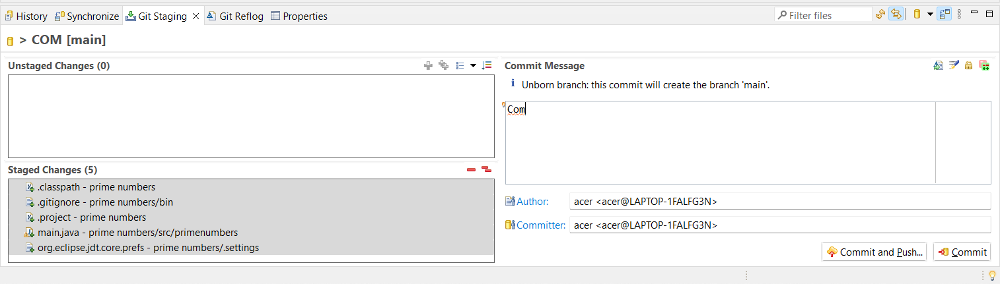 History Synchronize Git Staging Git Reflog Properties Filter files
> COM [main]
Unstaged Changes (0)
Commit Message
Unborn branch: this commit will create the branch 'main'.
Com
Staged Changes (5)
.classpath - prime numbers
.gitignore - prime numbers/bin
.project - prime numbers
main.java - prime numbers/src/primenumbers
org.eclipse.jdt.core.prefs - prime numbers/.settings
Author: acer <acer@LAPTOP-1FALFG3N>
Committer: acer <acer@LAPTOP-1FALFG3N>
Commit and Push... Commit